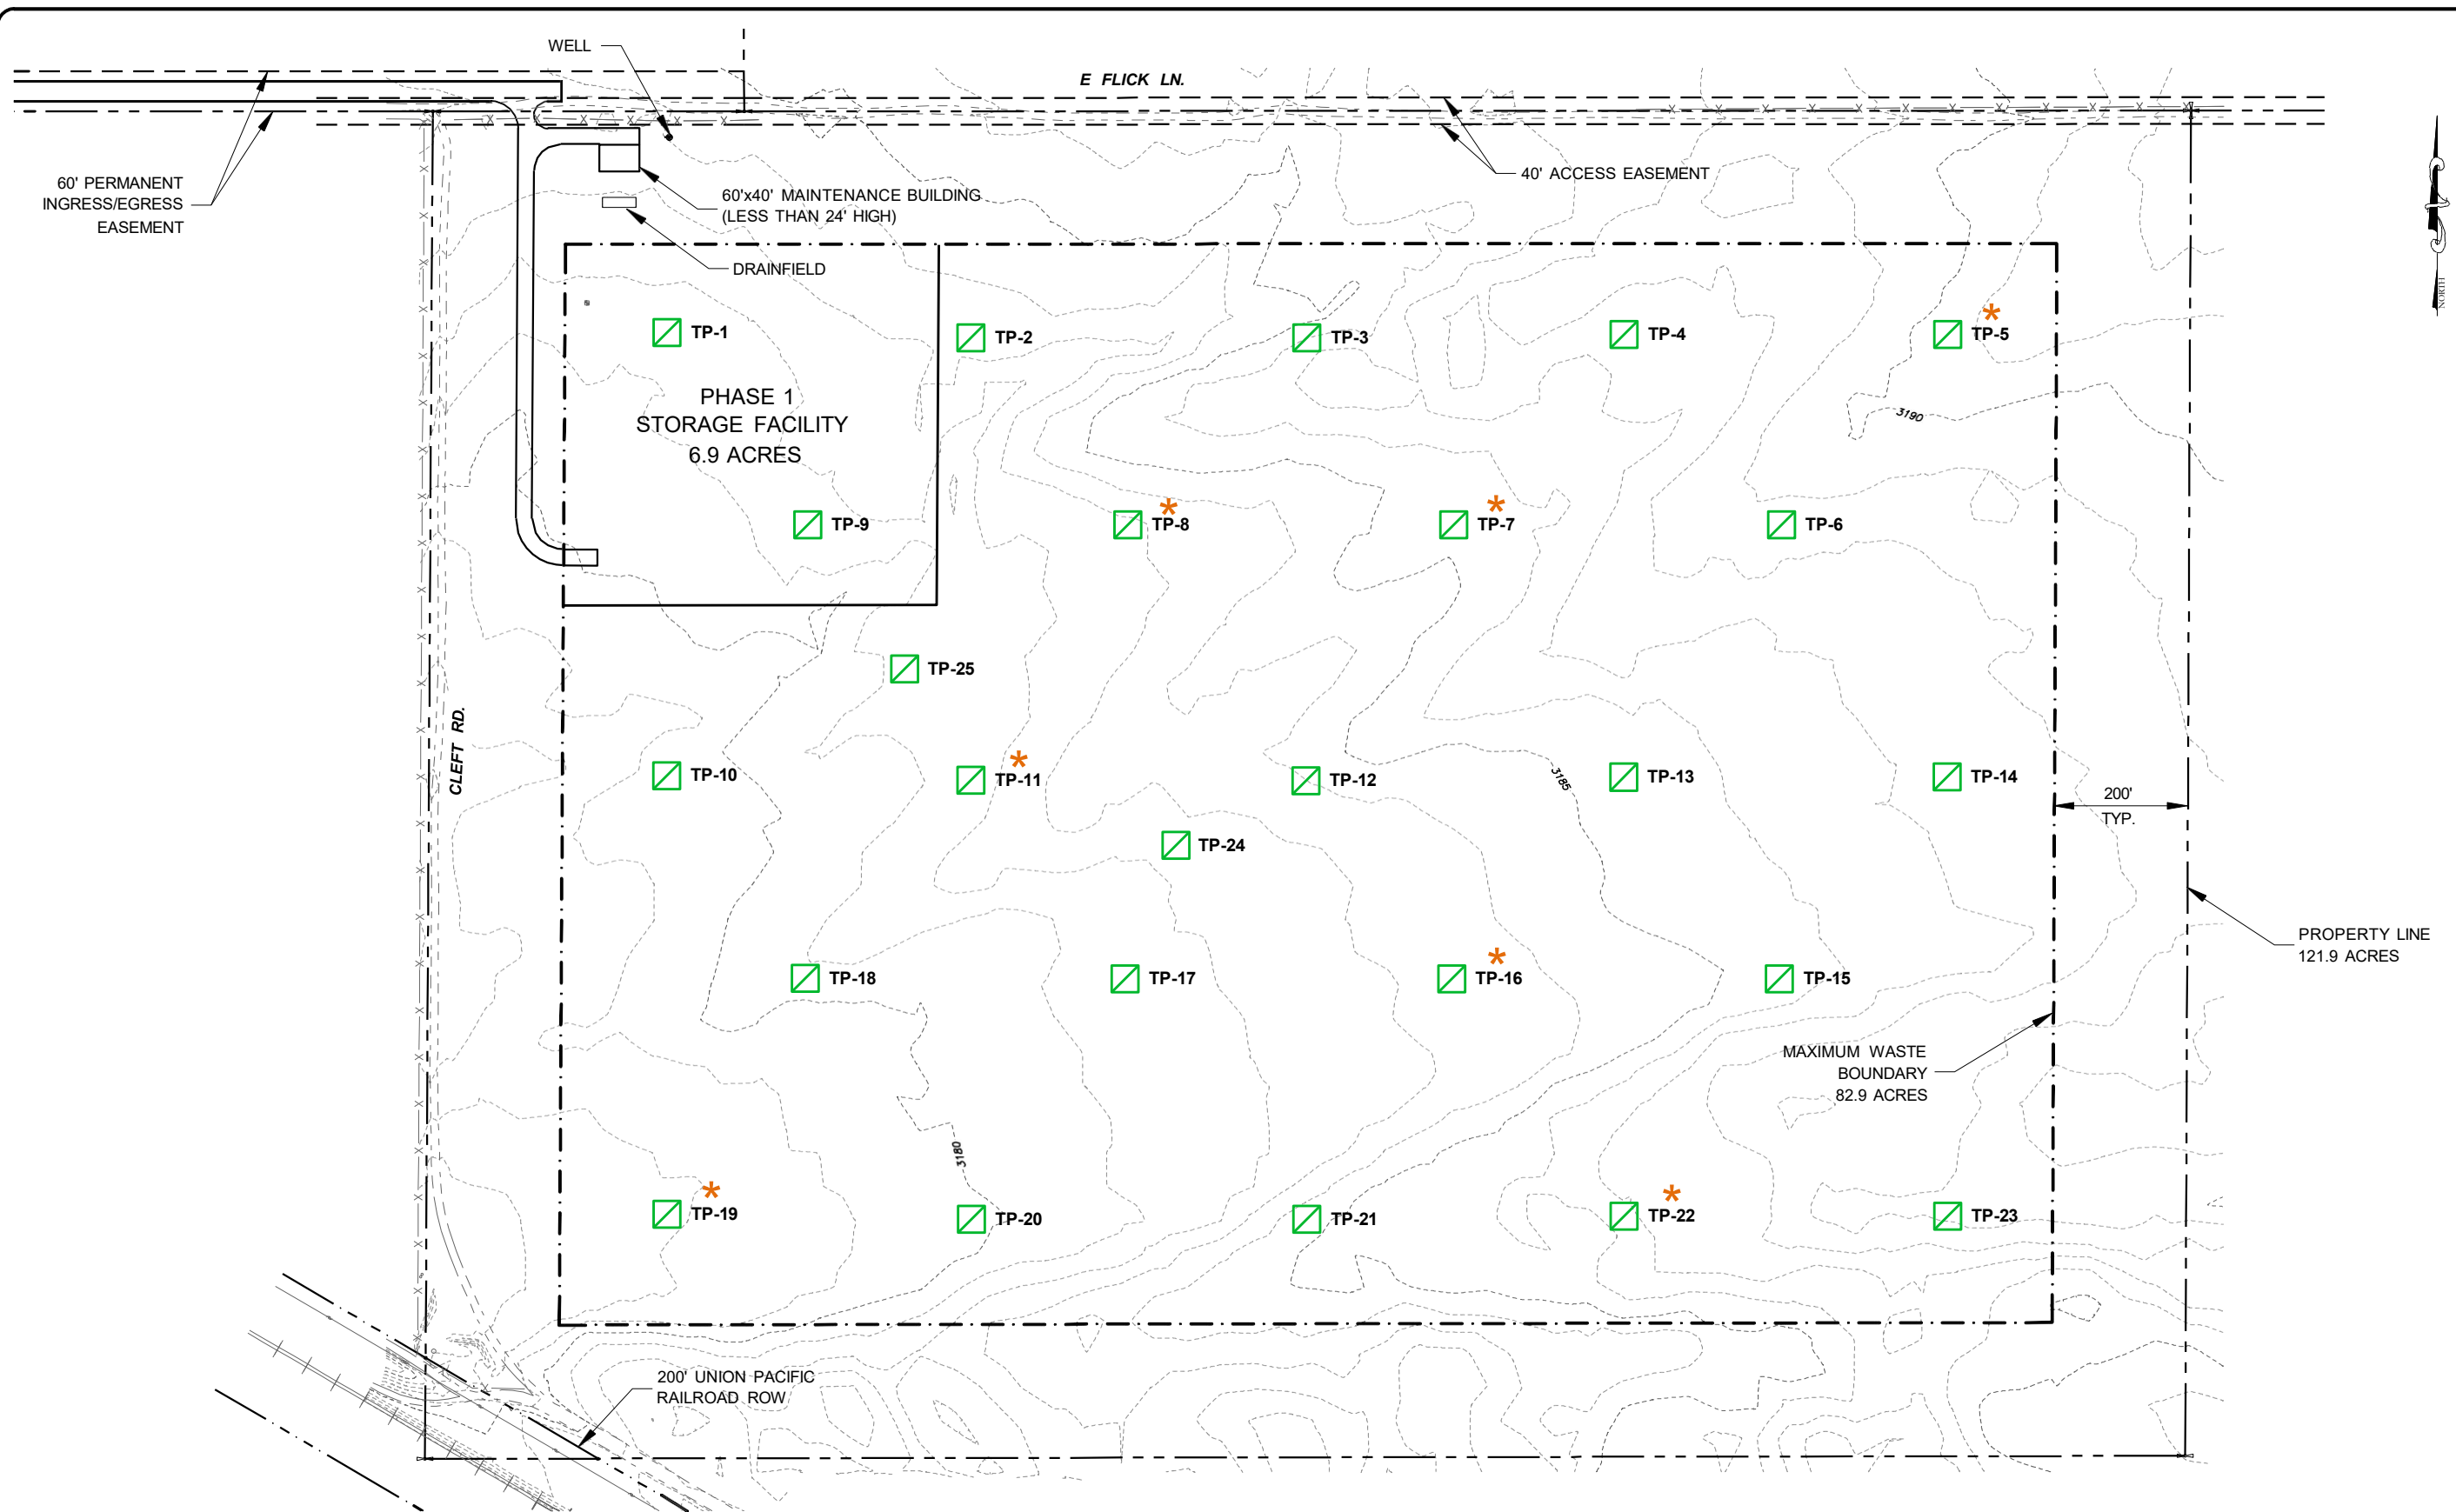 WELL
E FLICK LN.
60' PERMANENT
INGRESS/EGRESS
EASEMENT
60'x40' MAINTENANCE BUILDING
(LESS THAN 24' HIGH)
40' ACCESS EASEMENT
NORTH
DRAINFIELD
TP-1
TP-2
TP-3
TP-4
*
TP-5
PHASE 1
STORAGE FACILITY
6.9 ACRES
3190
TP-9
*
TP-8
*
TP-7
TP-6
TP-25
CLEFT RD.
TP-10
*
TP-11
TP-12
3185
TP-13
TP-14
200'
TYP.
TP-24
PROPERTY LINE
121.9 ACRES
TP-18
TP-17
*
TP-16
TP-15
MAXIMUM WASTE
BOUNDARY
82.9 ACRES
3180
*
TP-19
TP-20
TP-21
*
TP-22
TP-23
200' UNION PACIFIC
RAILROAD ROW